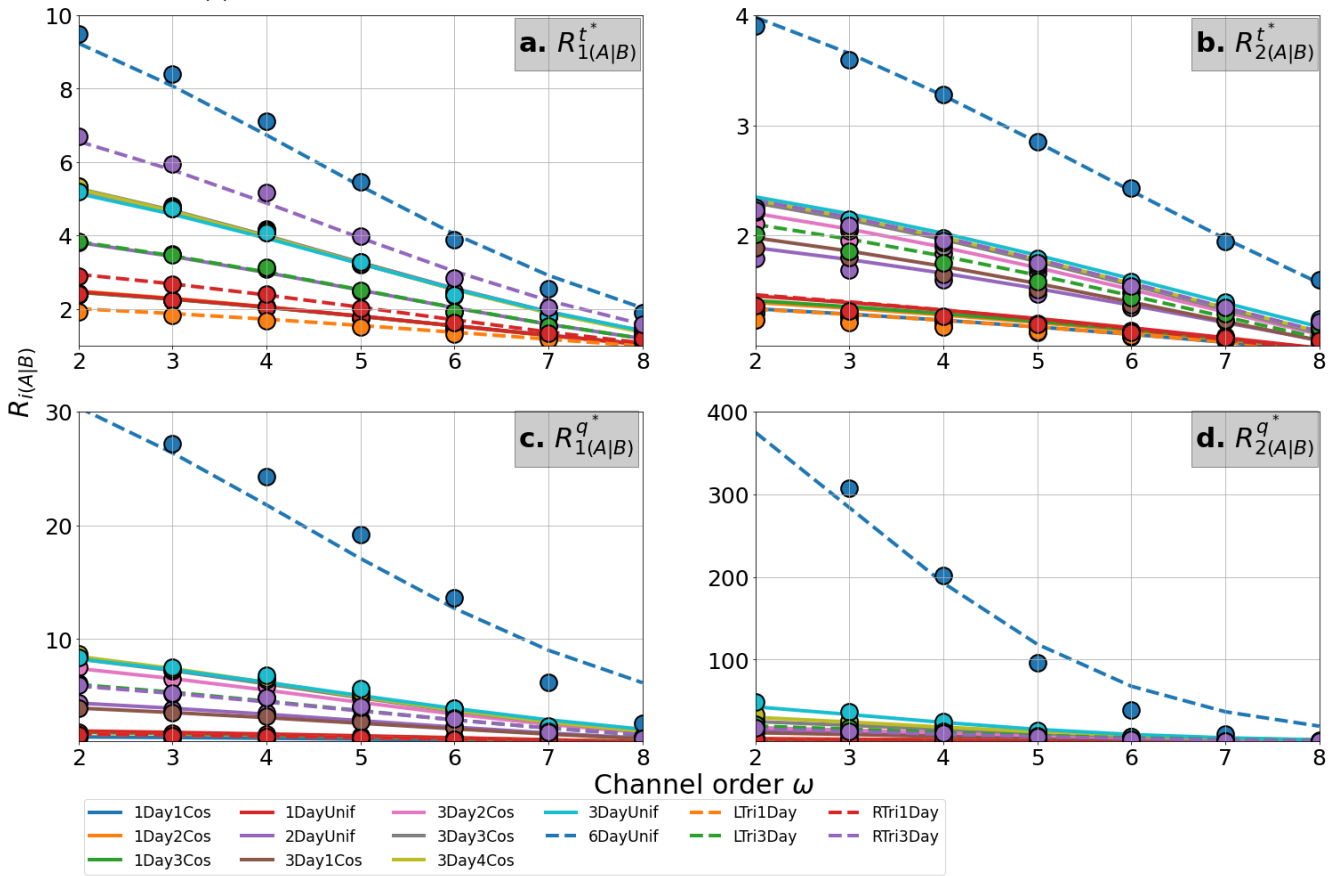 10
8
6
4
2
2 3 4 5 6 7 8
a. R^{t^*}_{1(A|B)}
4
3
2
2 3 4 5 6 7 8
b. R^{t^*}_{2(A|B)}
R_{i(A|B)}
30
20
10
2 3 4 5 6 7 8
c. R^{q^*}_{1(A|B)}
400
300
200
100
2 3 4 5 6 7 8
d. R^{q^*}_{2(A|B)}
Channel order ω
1Day1Cos 1DayUnif 3Day2Cos 3DayUnif LTri1Day RTri1Day
1Day2Cos 2DayUnif 3Day3Cos 6DayUnif LTri3Day RTri3Day
1Day3Cos 3Day1Cos 3Day4Cos